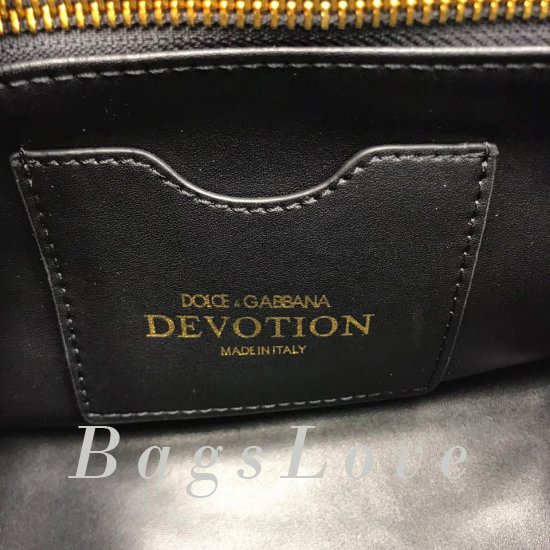 DOLCE & GABBANA
DEVOTION
MADE IN ITALY
BagsLove